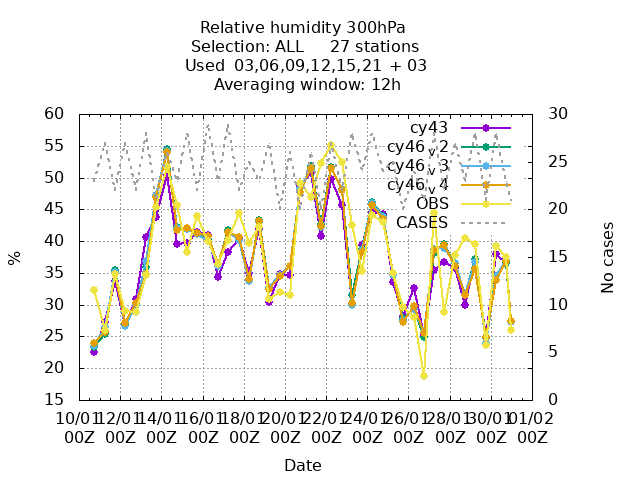 Relative humidity 300hPa
Selection: ALL 27 stations
Used 03,06,09,12,15,21 + 03
Averaging window: 12h
60
55
50
45
40
35
30
25
20
15
%
30
25
20
15
10
5
0
No cases
cy43
cy46_v2
cy46_v3
cy46_v4
OBS
CASES
10/01 12/01 14/01 16/01 18/01 20/01 22/01 24/01 26/01 28/01 30/01 01/02
00Z 00Z 00Z 00Z 00Z 00Z 00Z 00Z 00Z 00Z 00Z 00Z
Date